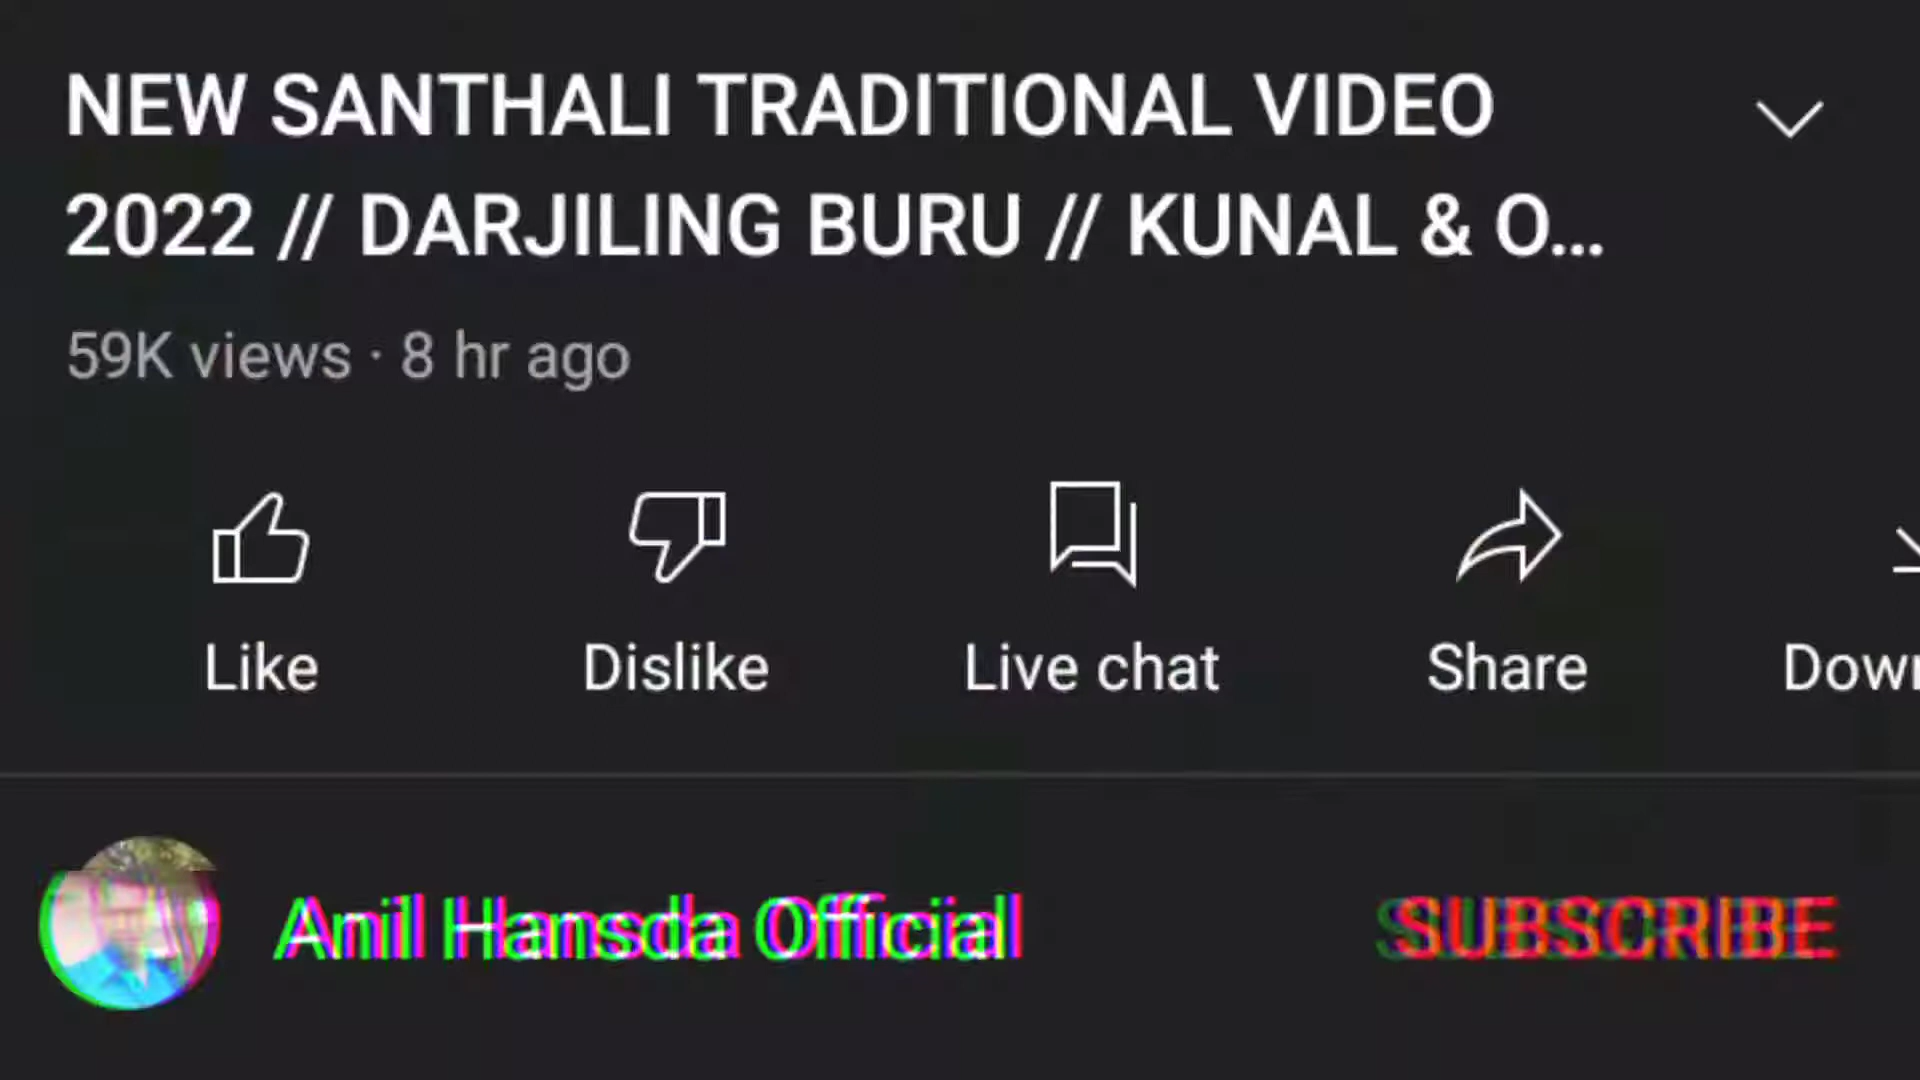 NEW SANTHALI TRADITIONAL VIDEO
2022 // DARJILING BURU // KUNAL & O...
59K views · 8 hr ago
Like Dislike Live chat Share Down
Anil Hansda Official SUBSCRIBE